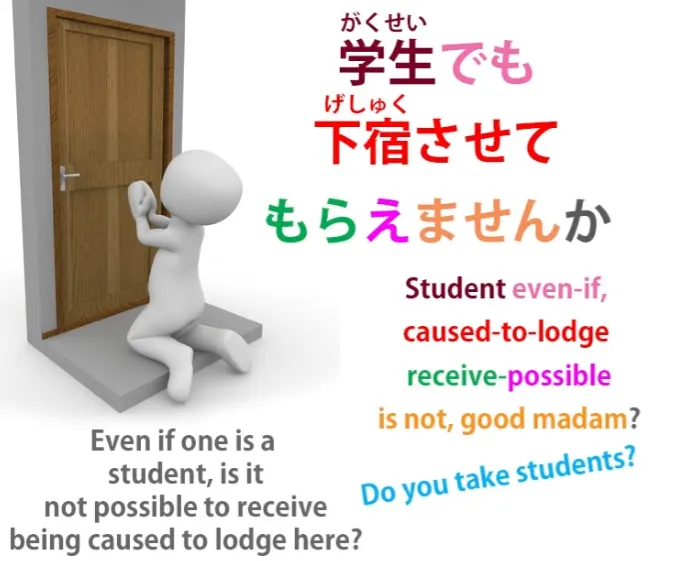 がくせい
学生でも
げしゅく
下宿させて
もらえませんか
Student even-if,
caused-to-lodge
receive-possible
is not, good madam?
Do you take students?
Even if one is a
student, is it
not possible to receive
being caused to lodge here?